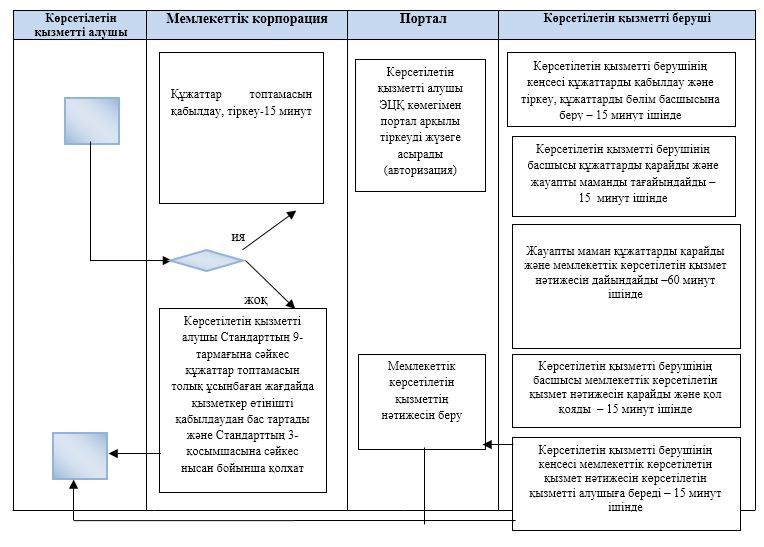 Көрсетілетін
қызметті алушы
Мемлекеттік корпорация
Портал
Көрсетілетін қызметті беруші
Құжаттар топтамасын
қабылдау, тіркеу-15 минут
ия
жоқ
Көрсетілетін қызметті
алушы Стандарттың 9-
тармағына сәйкес
құжаттар топтамасын
толық ұсынбаған жағдайда
қызметкер өтінішті
қабылдаудан бас тартады
және Стандарттың 3-
қосымшасына сәйкес
нысан бойынша қолхат
Көрсетілетін
қызметті алушы
ЭЦҚ көмегімен
портал арқылы
тіркеуді жүзеге
асырады
(авторизация)
Мемлекеттік
көрсетілетін
қызметтің
нәтижесін беру
Көрсетілетін қызметті берушінің
кеңсесі құжаттарды қабылдау және
тіркеу, құжаттарды бөлім басшысына
беру – 15 минут ішінде
Көрсетілетін қызметті берушінің
басшысы құжаттарды қарайды және
жауапты маманды тағайындайды –
15 минут ішінде
Жауапты маман құжаттарды қарайды
және мемлекеттік көрсетілетін қызмет
нәтижесін дайындайды –60 минут
ішінде
Көрсетілетін қызметті берушінің
басшысы мемлекеттік көрсетілетін
қызмет нәтижесін қарайды және қол
қояды – 15 минут ішінде
Көрсетілетін қызметті берушінің
кеңсесі мемлекеттік көрсетілетін
қызмет нәтижесін көрсетілетін
қызметті алушыға береді – 15 минут
ішінде